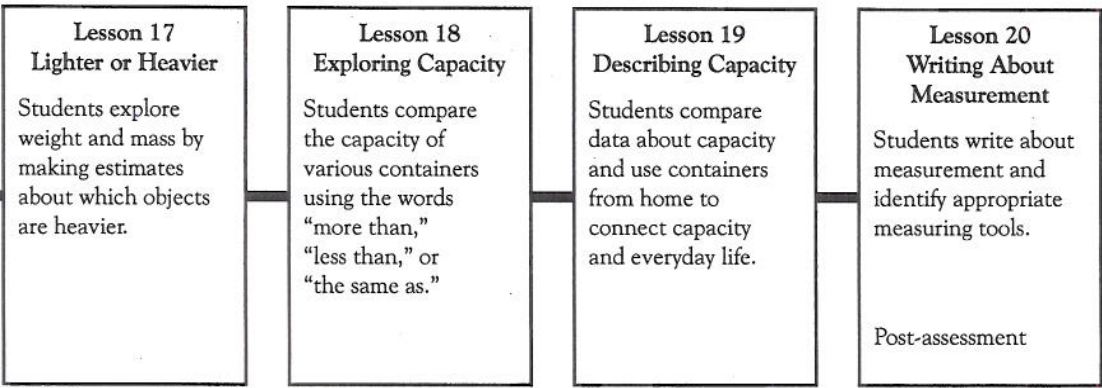 Lesson 17
Lighter or Heavier
Students explore
weight and mass by
making estimates
about which objects
are heavier.
Lesson 18
Exploring Capacity
Students compare
the capacity of
various containers
using the words
“more than,”
“less than,” or
“the same as.”
Lesson 19
Describing Capacity
Students compare
data about capacity
and use containers
from home to
connect capacity
and everyday life.
Lesson 20
Writing About
Measurement
Students write about
measurement and
identify appropriate
measuring tools.
Post-assessment